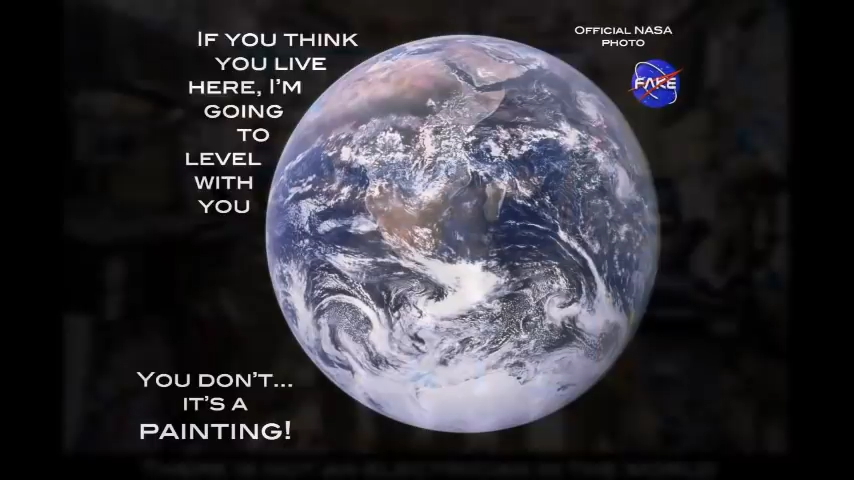 If you think
you live
here, I'm
going
to
level
with
you
Official NASA
photo
FAKE
You don't...
it's a
painting!